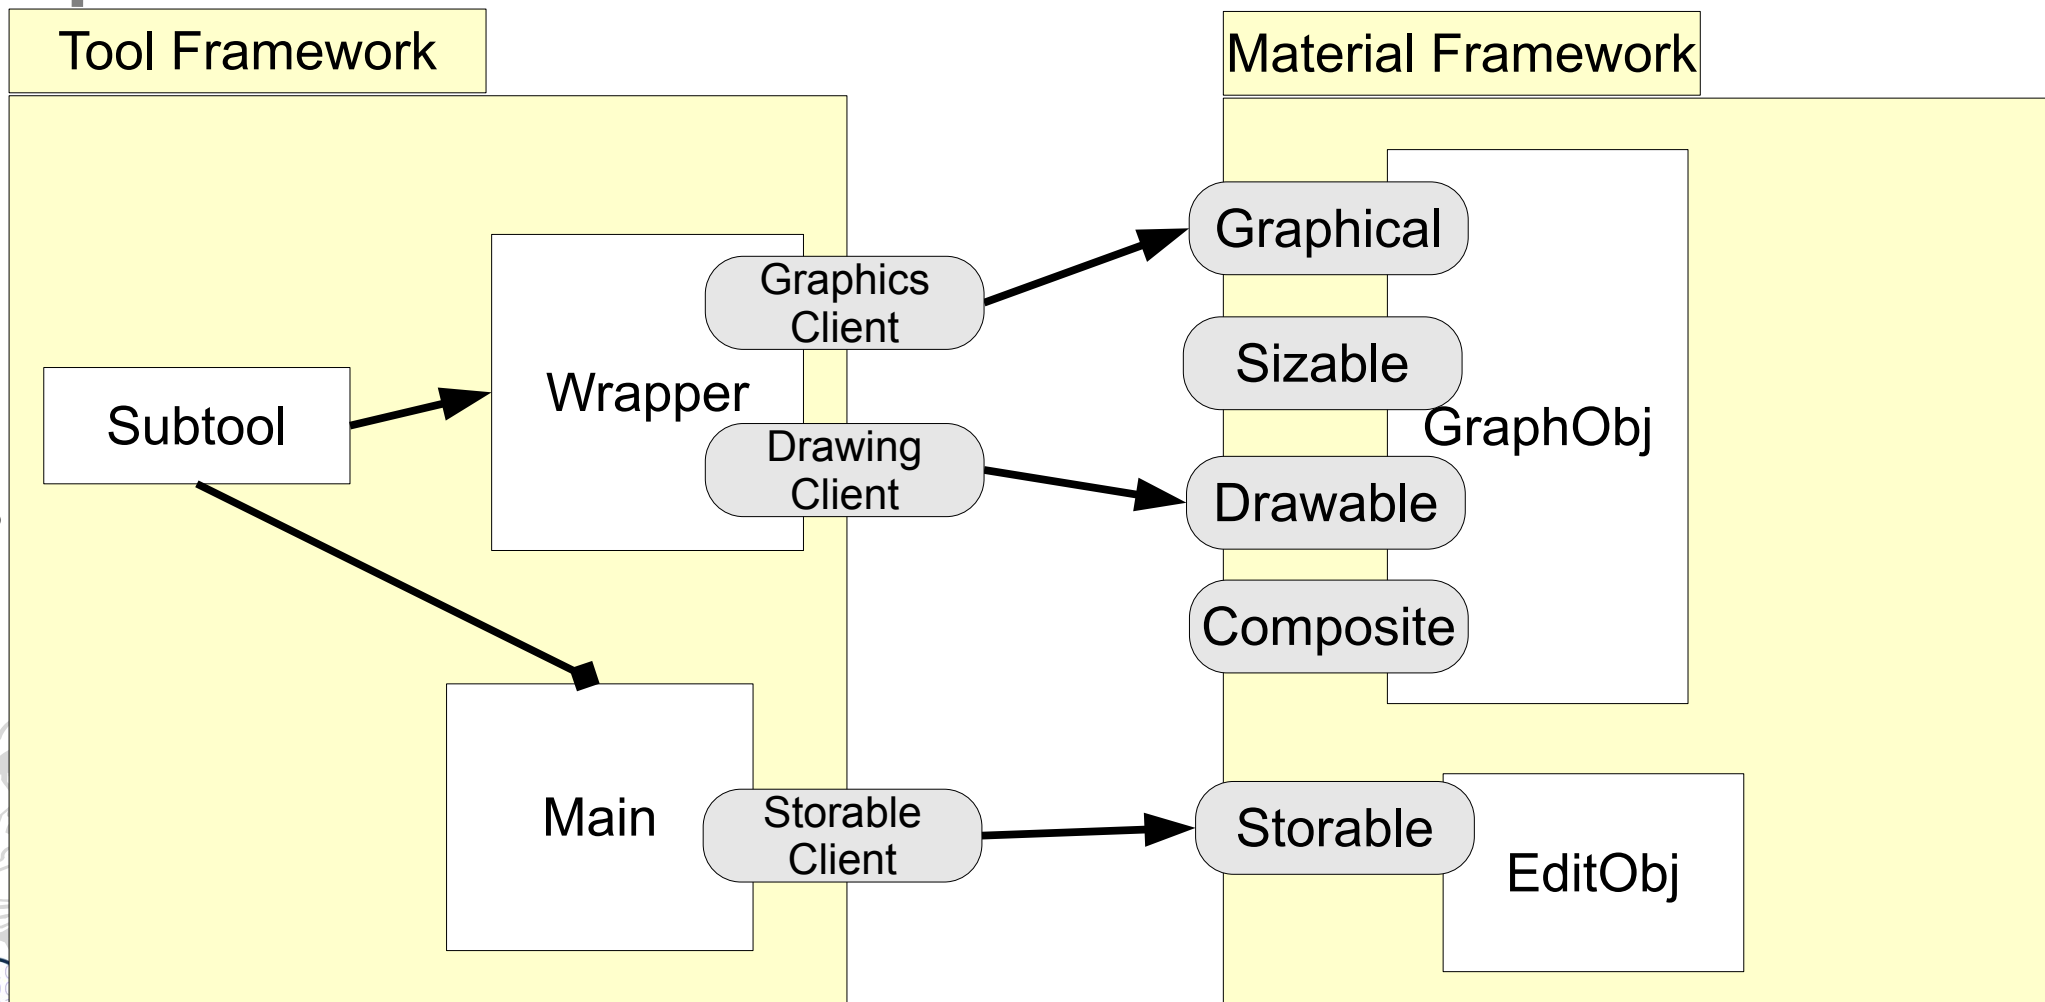 Tool Framework
Material Framework
Graphical
Graphics
Client
Sizable
Wrapper
Subtool
GraphObj
Drawing
Client
Drawable
Composite
Main
Storable
Client
Storable
EditObj